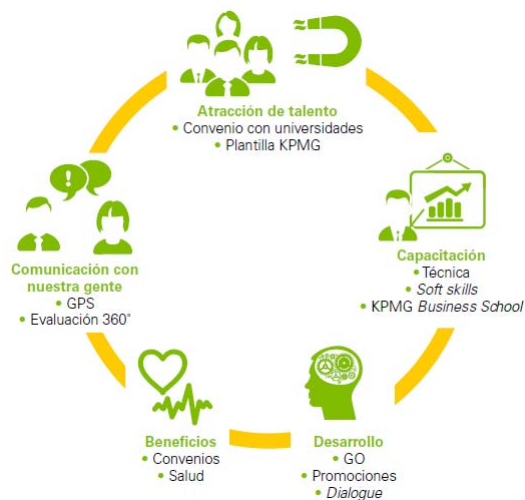 Atracción de talento
• Convenio con universidades
• Plantilla KPMG
Capacitación
• Técnica
• Soft skills
• KPMG Business School
Desarrollo
• GO
• Promociones
• Dialogue
Beneficios
• Convenios
• Salud
Comunicación con
nuestra gente
• GPS
• Evaluación 360°